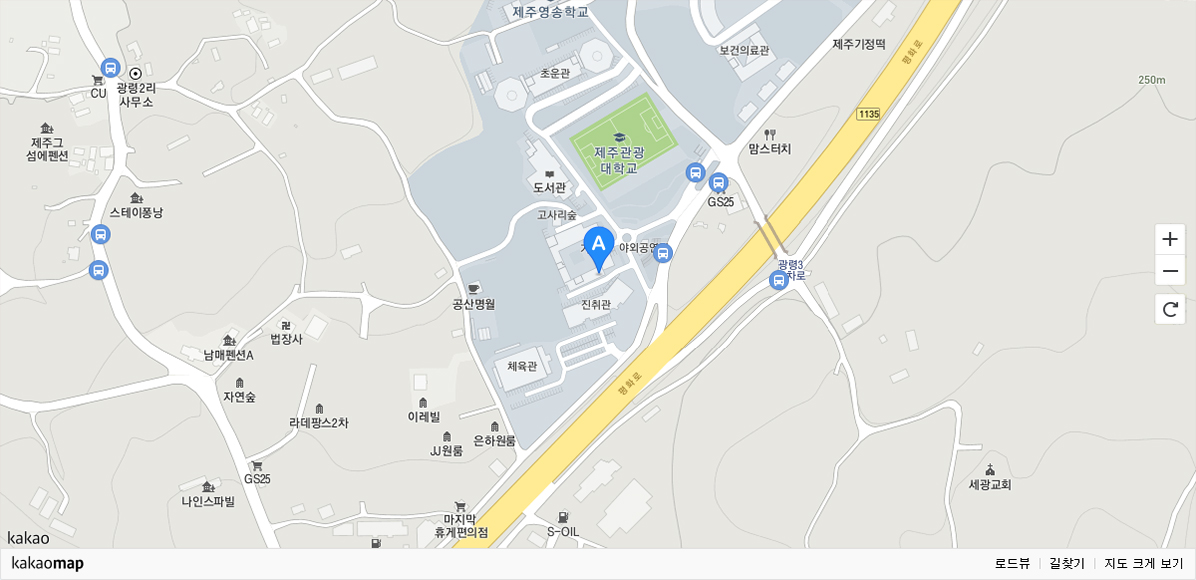 제주영송학교
보건의료관
제주기정떡
평화로
250m
초운관
CU
광령2리
사무소
1135
제주그
섬에펜션
제주관광
대학교
맘스터치
도서관
스테이퐁낭
GS25
고사리숲
A
야외공연
광령3
차로
공산명월
진취관
법장사
남매펜션A
체육관
평화로
자연숲
이레빌
라데팡스2차
JJ원룸
은하원룸
GS25
세광교회
나인스파빌
마지막
휴게편의점
S-OIL
kakao
kakaomap
로드뷰
길찾기
지도 크게 보기